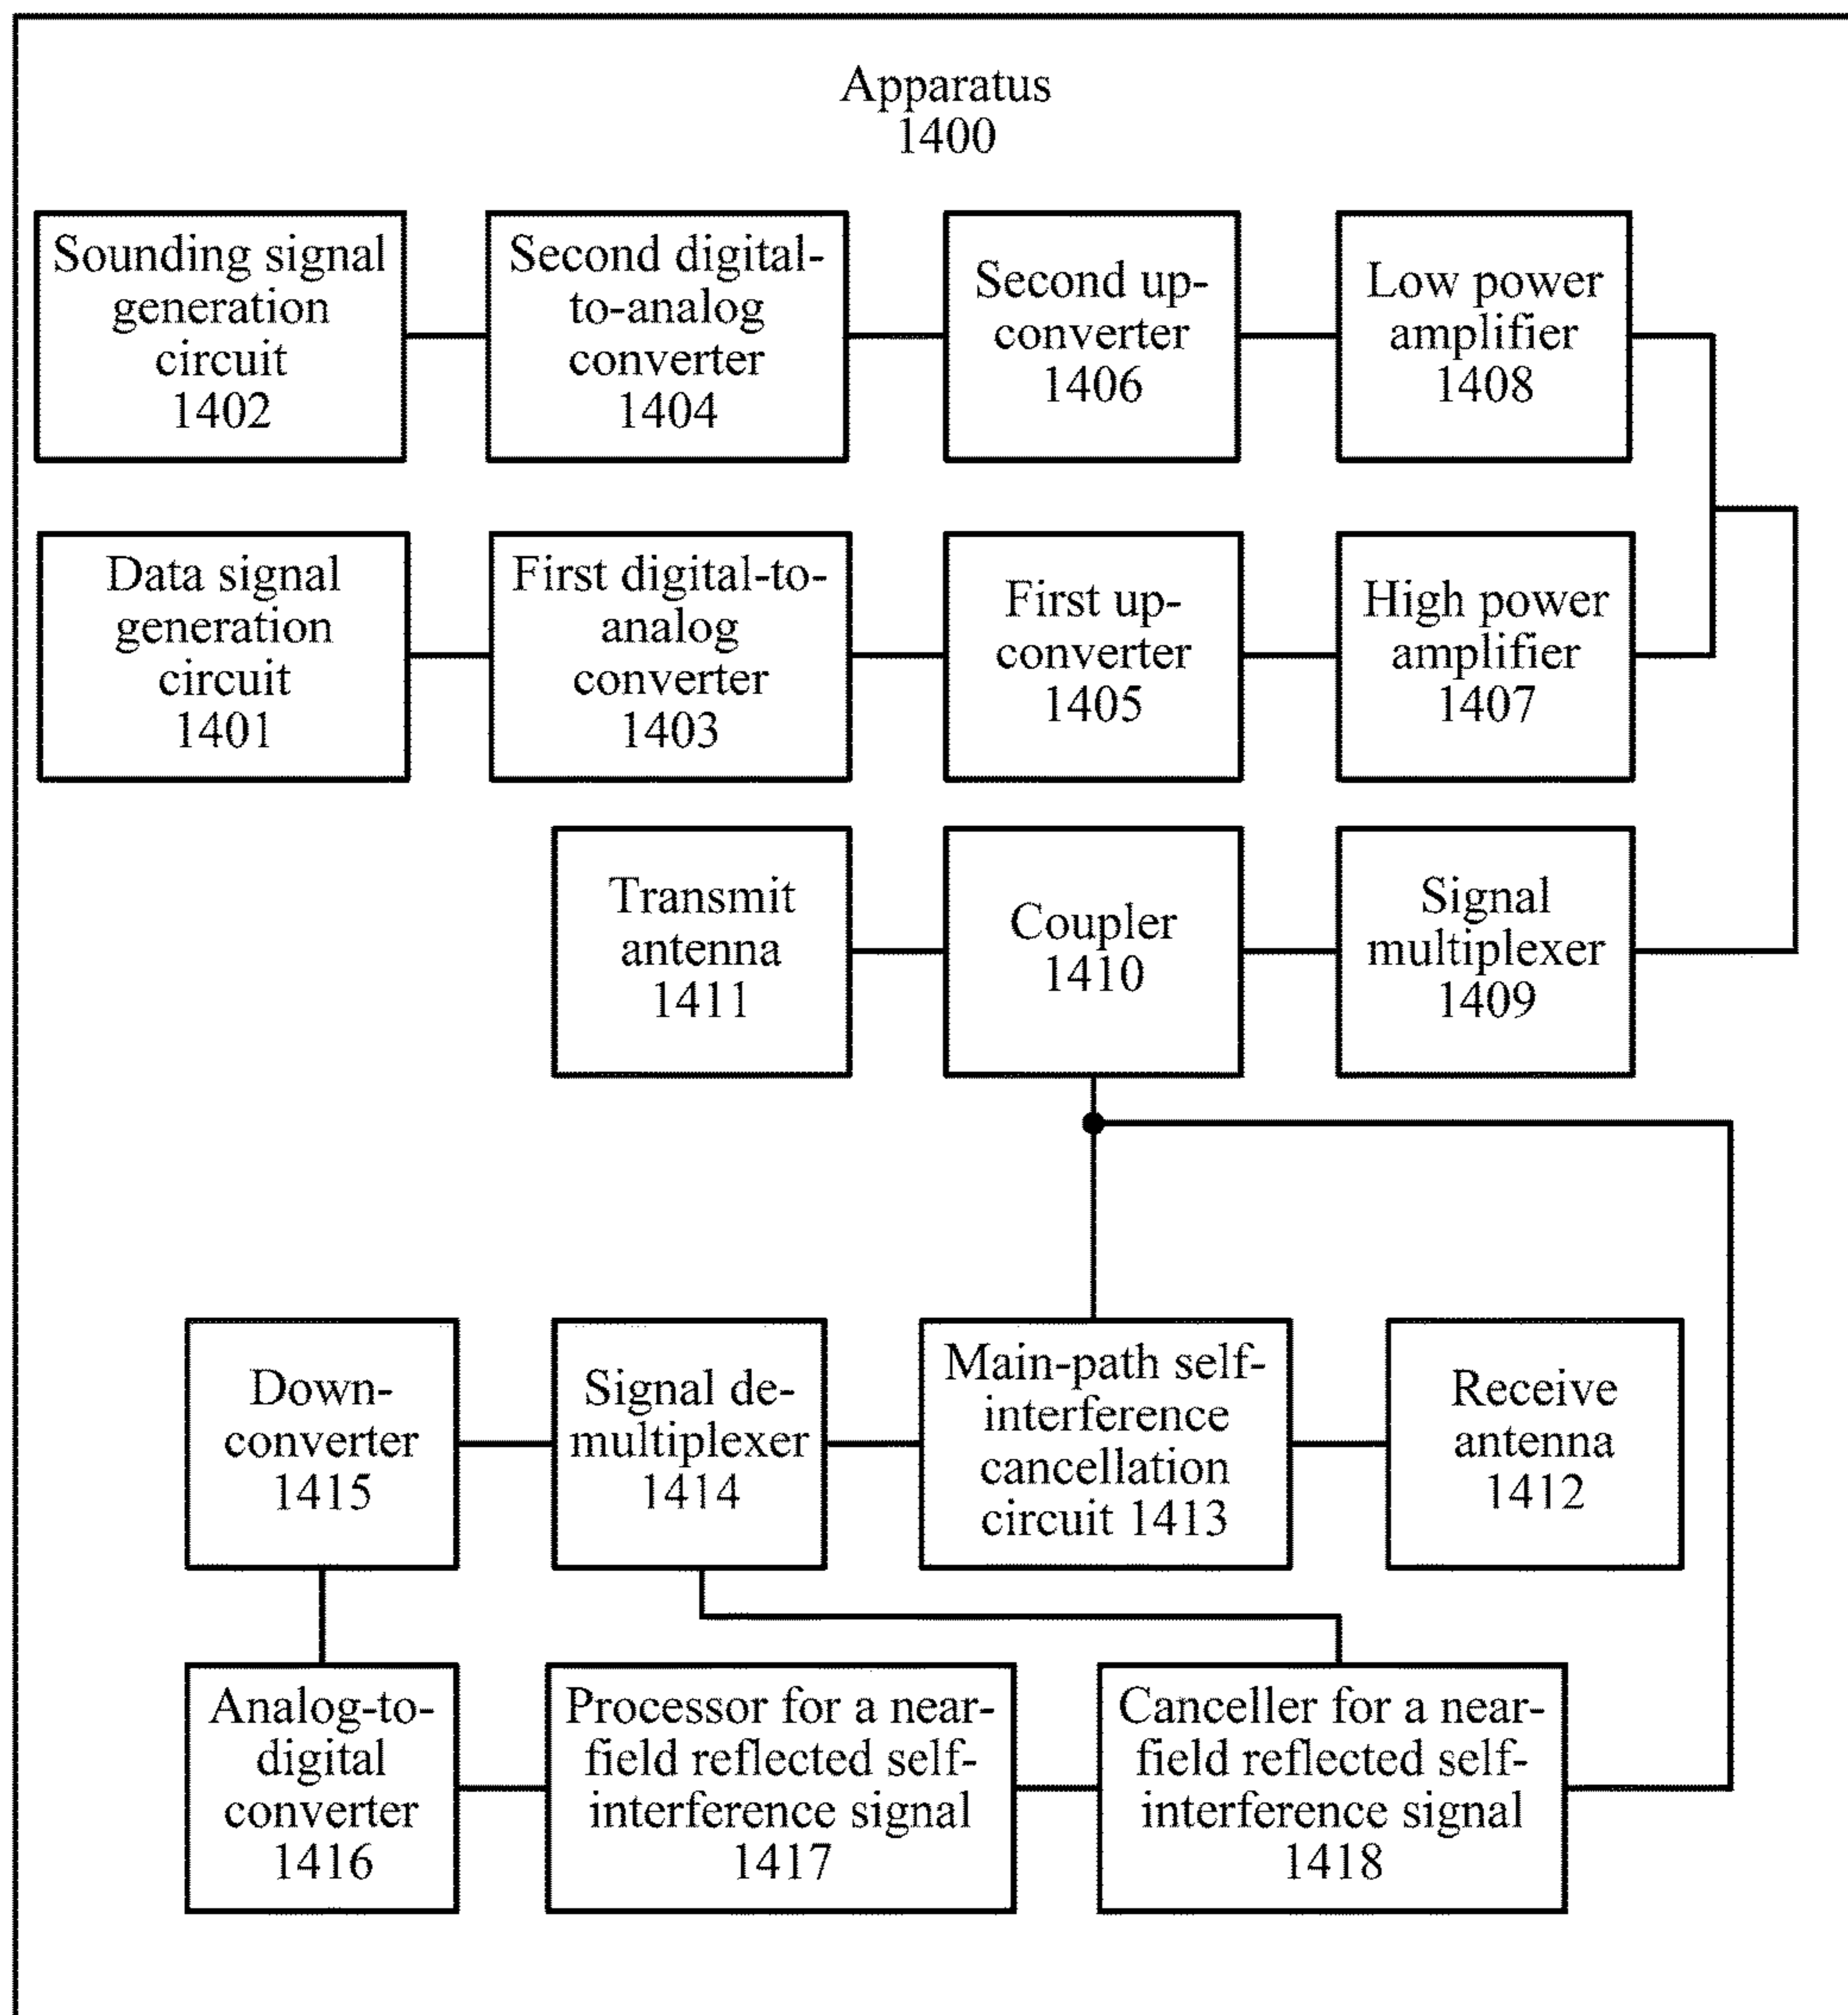 Apparatus
1400
Sounding signal
generation
circuit
1402
Second digital-
to-analog
converter
1404
Second up-
converter
1406
Low power
amplifier
1408
Data signal
generation
circuit
1401
First digital-to-
analog
converter
1403
First up-
converter
1405
High power
amplifier
1407
Transmit
antenna
1411
Coupler
1410
Signal
multiplexer
1409
Down-
converter
1415
Signal de-
multiplexer
1414
Main-path self-
interference
cancellation
circuit 1413
Receive
antenna
1412
Analog-to-
digital
converter
1416
Processor for a near-
field reflected self-
interference signal
1417
Canceller for a near-
field reflected self-
interference signal
1418